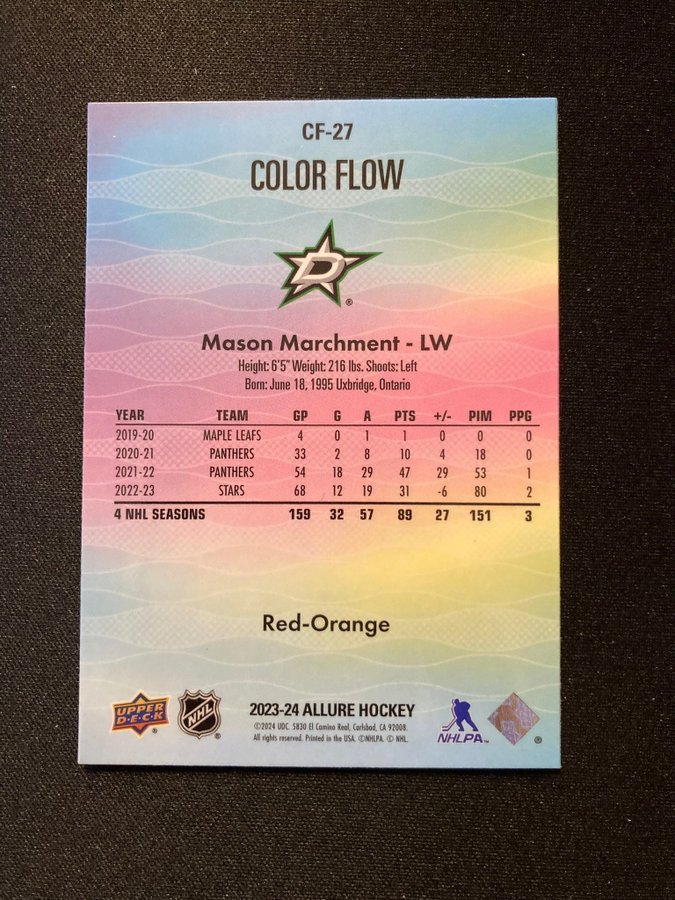 CF-27
COLOR FLOW
D ®
Mason Marchment - LW
Height: 6'5" Weight: 216 lbs. Shoots: Left
Born: June 18, 1995 Uxbridge, Ontario
YEAR TEAM GP G A PTS +/- PIM PPG
2019-20 MAPLE LEAFS 4 0 1 1 0 0 0
2020-21 PANTHERS 33 2 8 10 4 18 0
2021-22 PANTHERS 54 18 29 47 29 53 1
2022-23 STARS 68 12 19 31 -6 80 2
4 NHL SEASONS 159 32 57 89 27 151 3
Red-Orange
UPPER DECK ® NHL ® 2023-24 ALLURE HOCKEY NHLPA™ ®
©2024 UDC. 5830 El Camino Real, Carlsbad, CA 92008.
All rights reserved. Printed in the USA. ©NHLPA. © NHL.